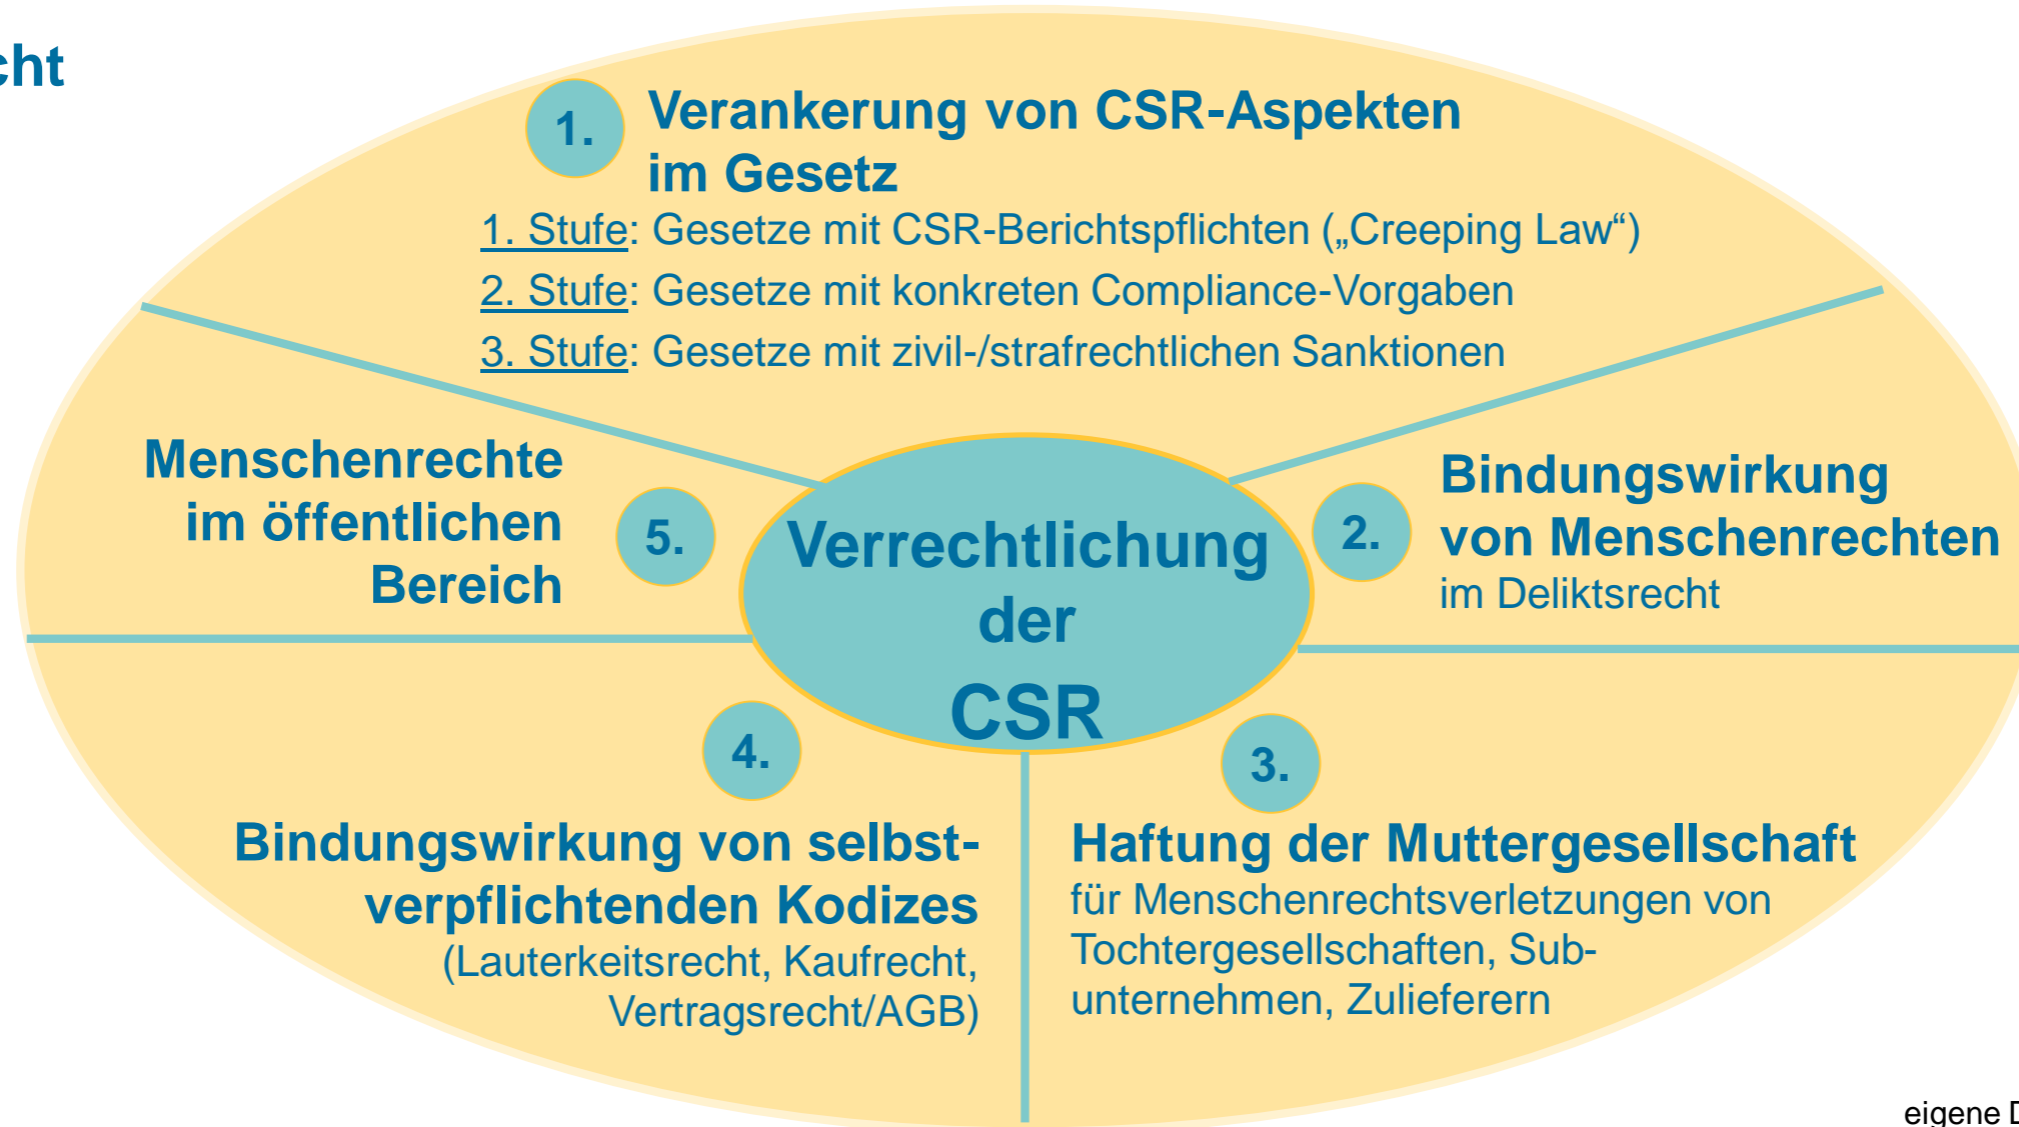 cht
1. Verankerung von CSR-Aspekten
im Gesetz
1. Stufe: Gesetze mit CSR-Berichtspflichten („Creeping Law“)
2. Stufe: Gesetze mit konkreten Compliance-Vorgaben
3. Stufe: Gesetze mit zivil-/strafrechtlichen Sanktionen
2. Bindungswirkung
von Menschenrechten
im Deliktsrecht
3.
Haftung der Muttergesellschaft
für Menschenrechtsverletzungen von
Tochtergesellschaften, Sub-
unternehmen, Zulieferern
4.
Bindungswirkung von selbst-
verpflichtenden Kodizes
(Lauterkeitsrecht, Kaufrecht,
Vertragsrecht/AGB)
5.
Menschenrechte
im öffentlichen
Bereich
Verrechtlichung
der
CSR
eigene D